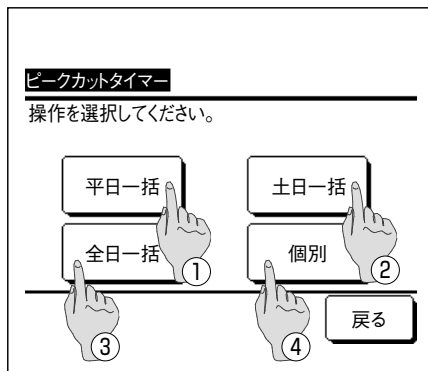 ピークカットタイマー
操作を選択してください。
平日一括
土日一括
①
②
全日一括
個別
③
④
戻る